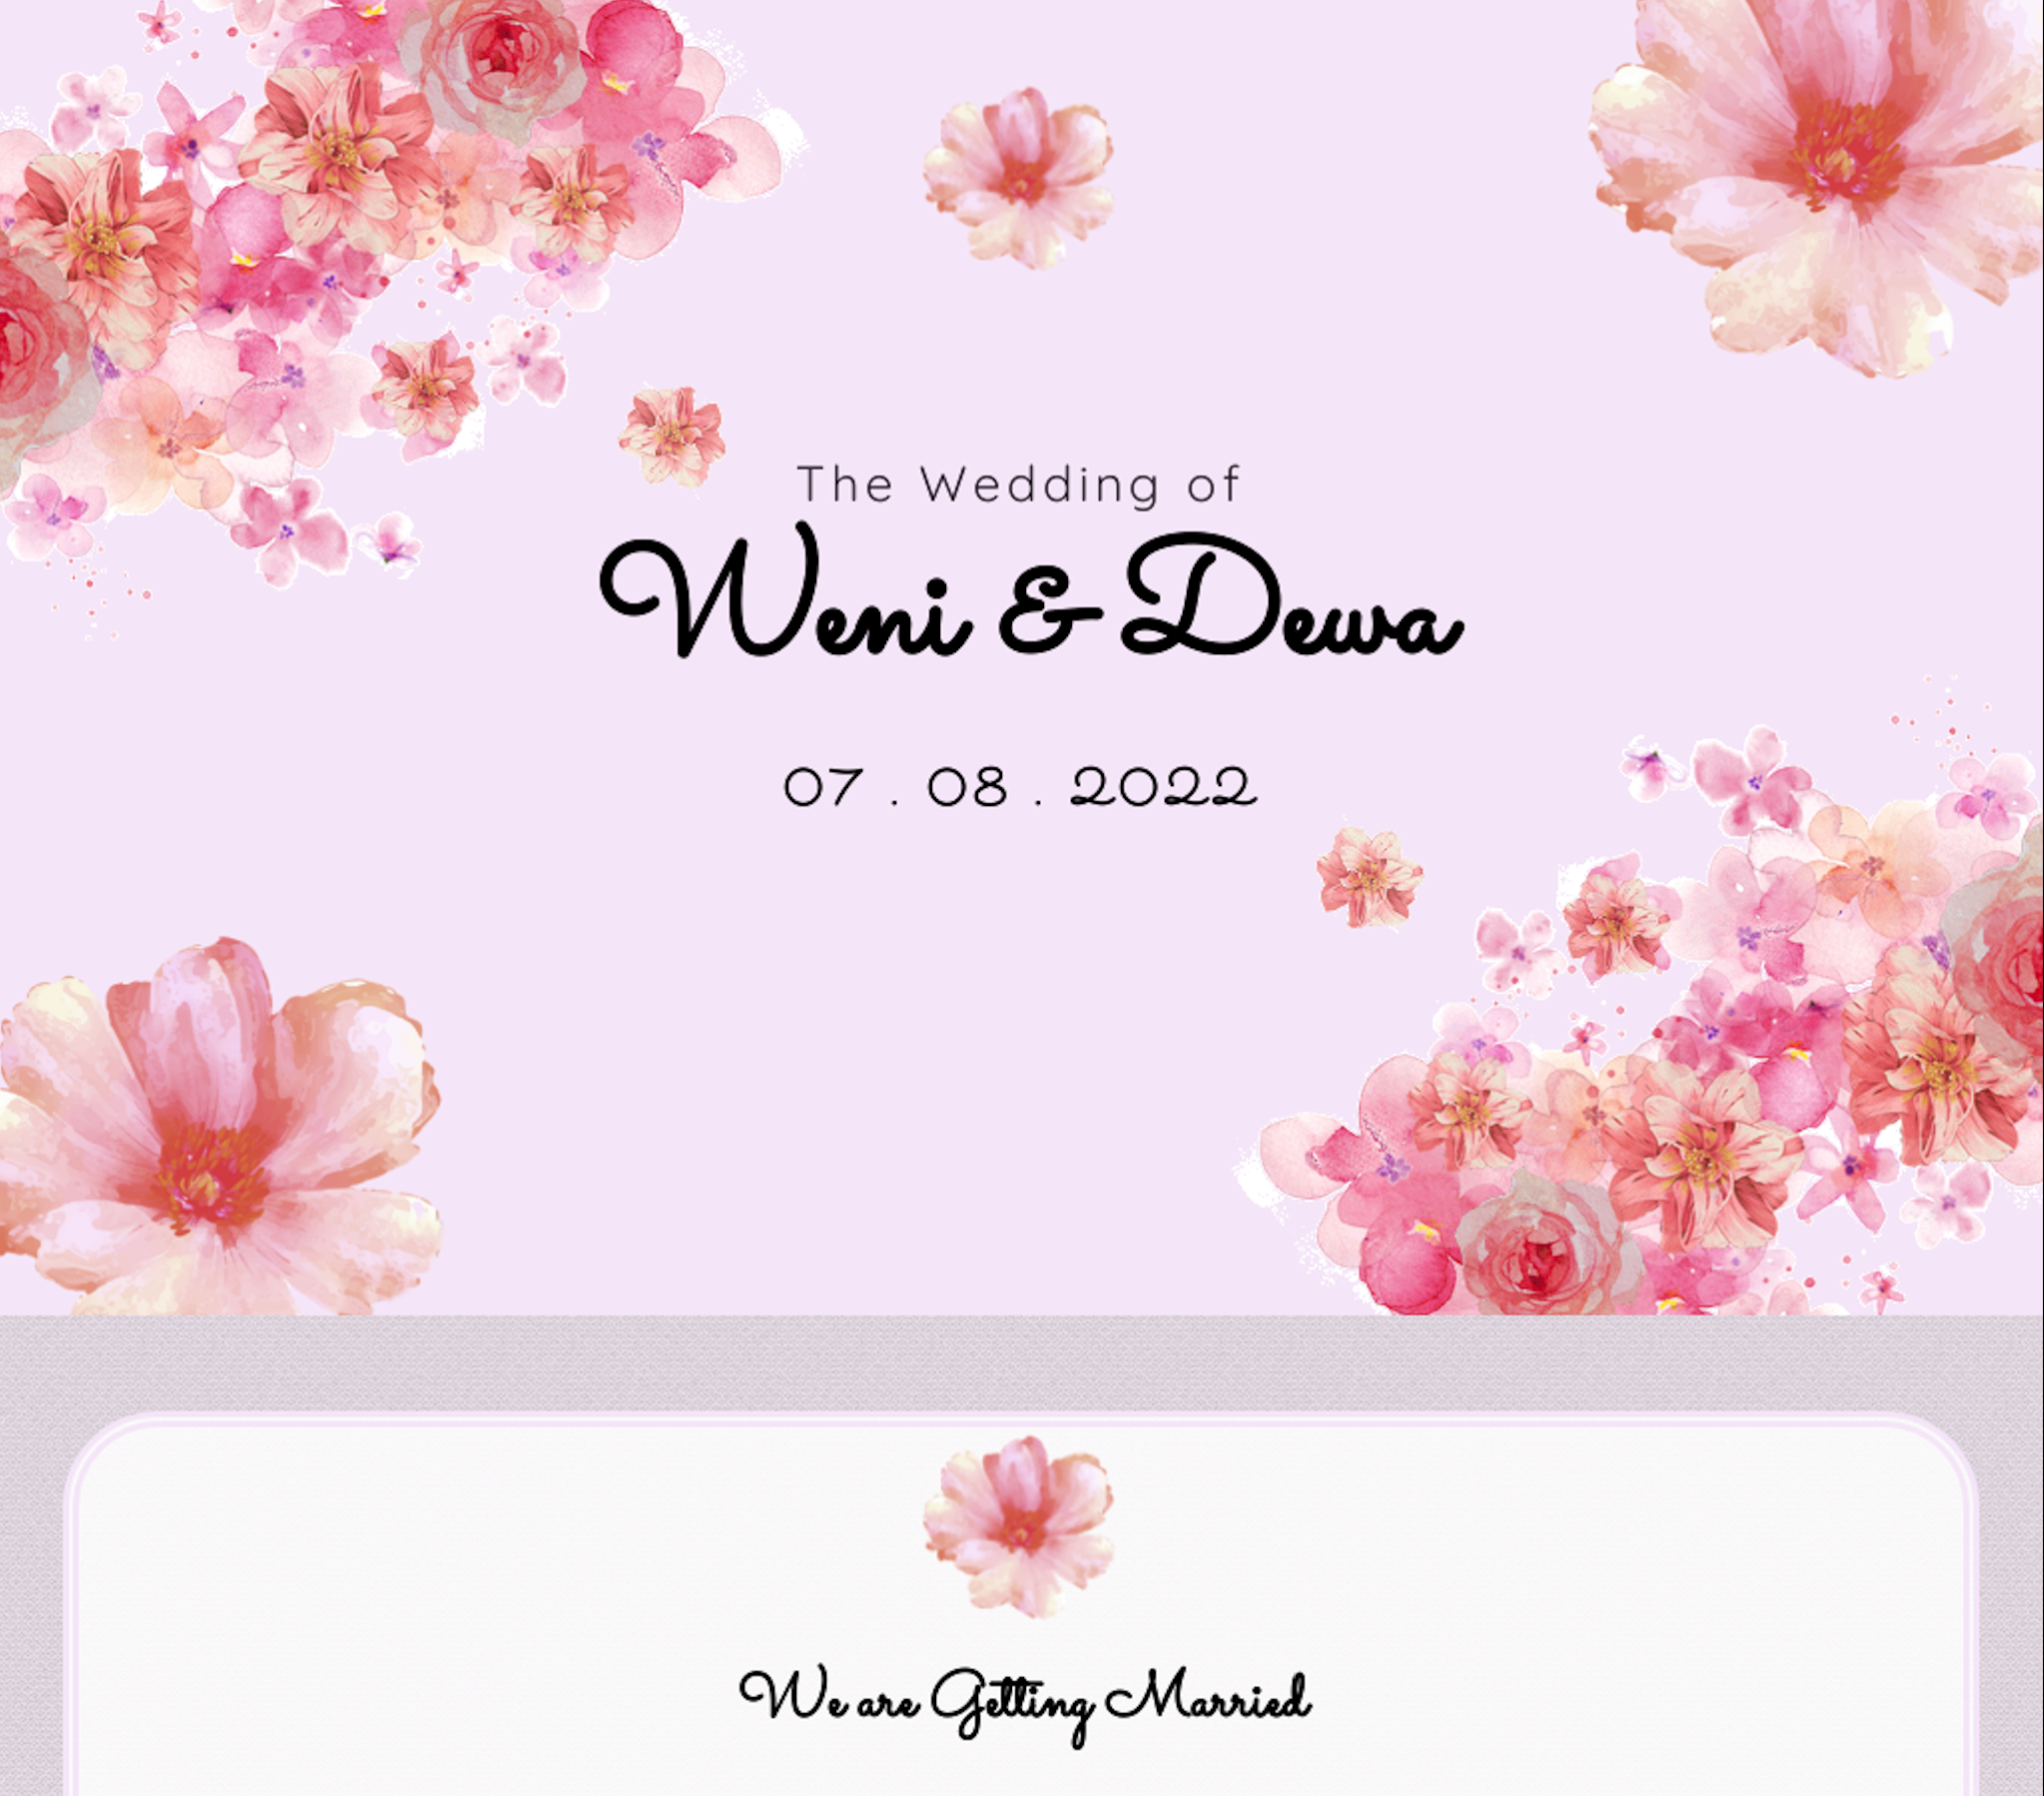 The Wedding of
Weni & Dewa
07 . 08 . 2022
We are Getting Married